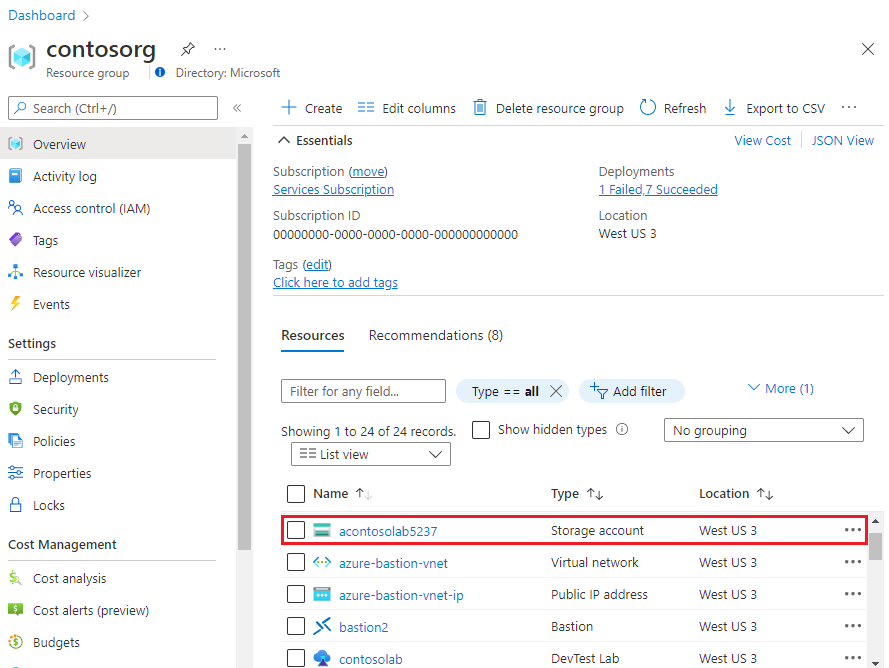 Dashboard
contosorg
Resource group
Directory: Microsoft
Search (Ctrl+/)
Overview
Activity log
Access control (IAM)
Tags
Resource visualizer
Events
Settings
Deployments
Security
Policies
Properties
Locks
Cost Management
Cost analysis
Cost alerts (preview)
Budgets
Create Edit columns Delete resource group Refresh Export to CSV
Essentials View Cost JSON View
Subscription (move)
Services Subscription
Subscription ID
00000000-0000-0000-0000-000000000000
Tags (edit)
Click here to add tags
Deployments
1 Failed,7 Succeeded
Location
West US 3
Resources Recommendations (8)
Filter for any field... Type == all Add filter More (1)
Showing 1 to 24 of 24 records. Show hidden types No grouping
List view
Name Type Location
acontosolab5237 Storage account West US 3
azure-bastion-vnet Virtual network West US 3
azure-bastion-vnet-ip Public IP address West US 3
bastion2 Bastion West US 3
contosolab DevTest Lab West US 3